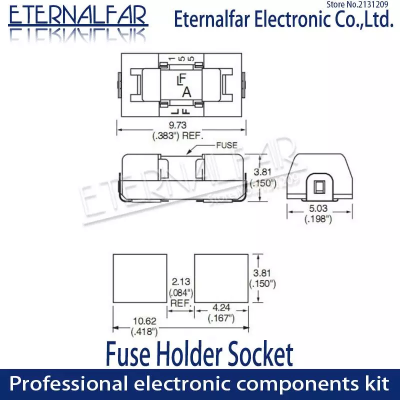 Store No.2131209
ETERNALFAR Eternalfar Electronic Co.,Ltd.
1 5 5
LF
A
LF
9.73
(.383") REF.
FUSE
3.81
(.150")
5.03
(.198")
ETERNALFAR
2.13
(.084")
REF.
3.81
(.150")
4.24
(.167")
10.62
(.418")
Fuse Holder Socket
Professional electronic components kit